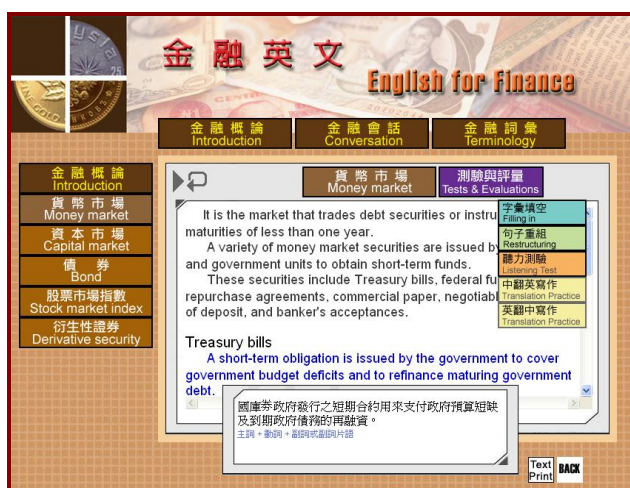 金融英文
English for Finance
金融概論
Introduction
金融會話
Conversation
金融詞彙
Terminology
金融概論
Introduction
貨幣市場
Money market
資本市場
Capital market
債券
Bond
股票市場指數
Stock market index
衍生性證券
Derivative security
貨幣市場
Money market
測驗與評量
Tests & Evaluations
字彙填空
Filling in
句子重組
Restructuring
聽力測驗
Listening Test
中翻英寫作
Translation Practice
英翻中寫作
Translation Practice
It is the market that trades debt securities or instru
maturities of less than one year.
A variety of money market securities are issued by
and government units to obtain short-term funds.
These securities include Treasury bills, federal fu
repurchase agreements, commercial paper, negotiabl
of deposit, and banker's acceptances.
Treasury bills
A short-term obligation is issued by the government to cover
government budget deficits and to refinance maturing government
debt.
國庫券政府發行之短期合約用來支付政府預算短缺
及到期政府債務的再融資。
主詞 + 動詞 + 副詞或副詞片語
Text
Print
BACK